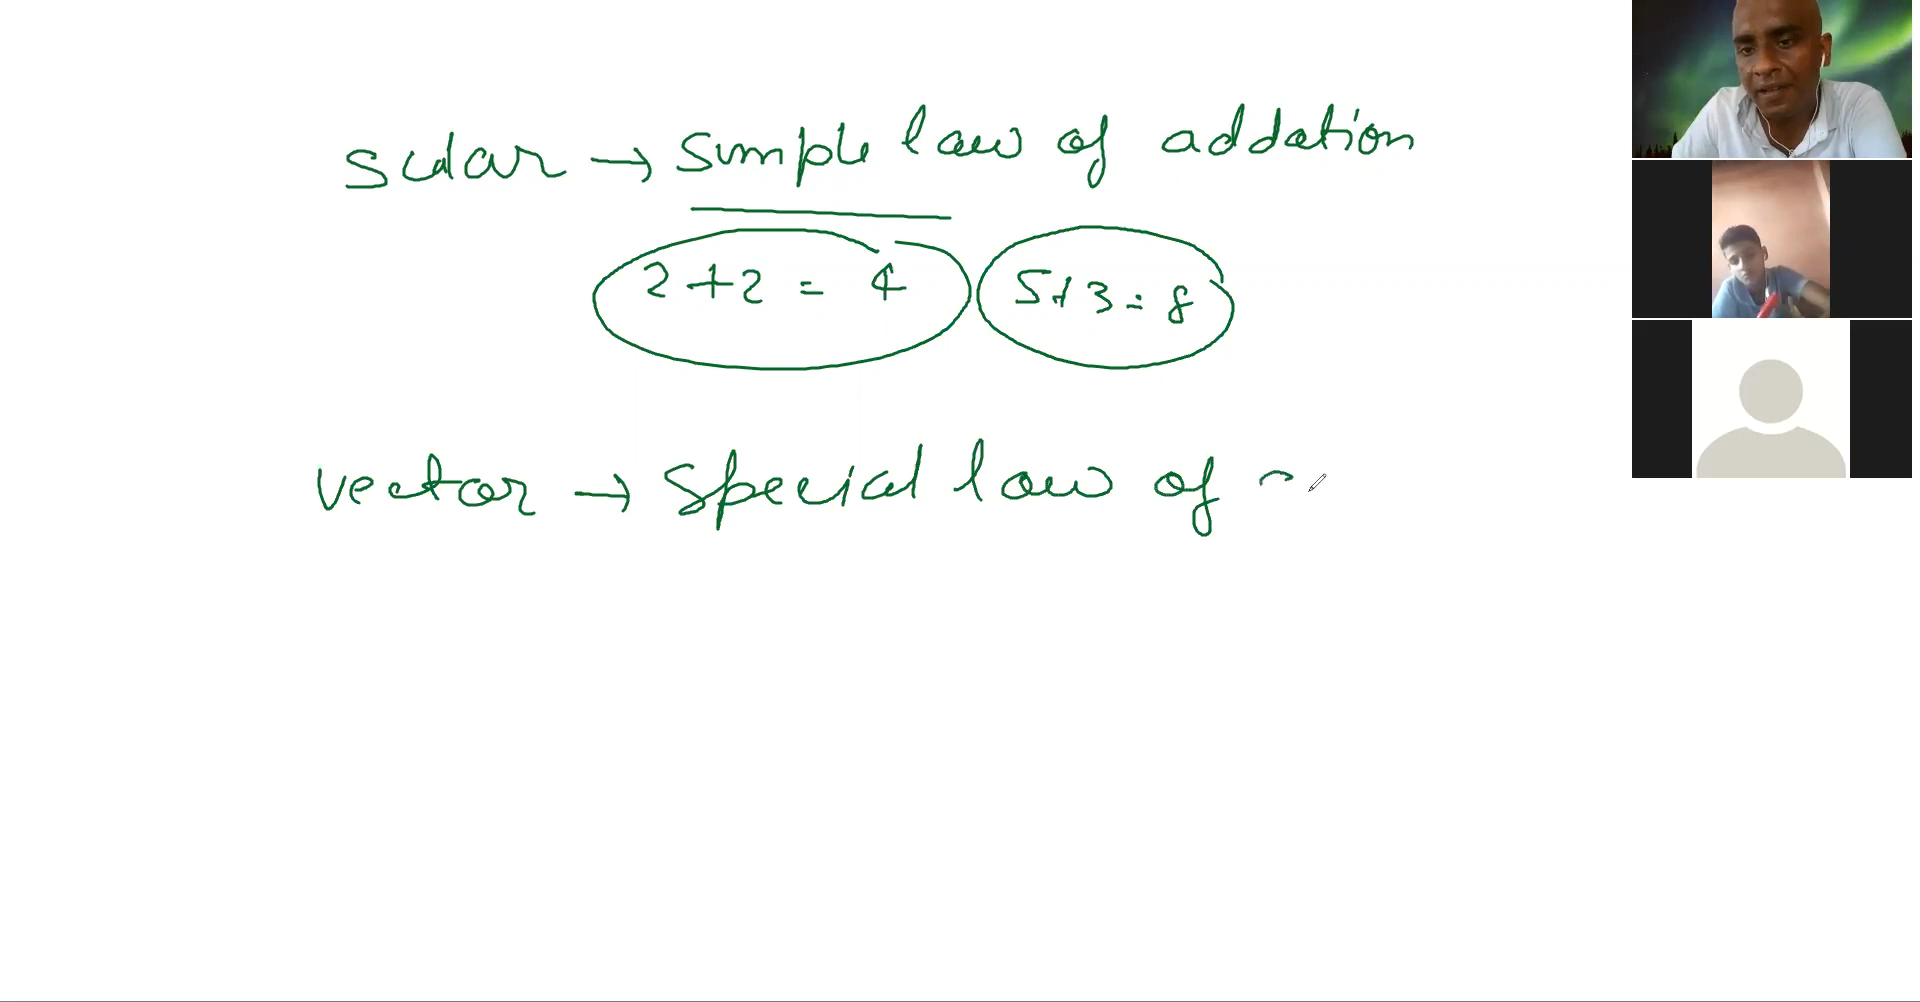 scalar → simple law of addation
2+2 = 4 5+3=8
vector → special law of